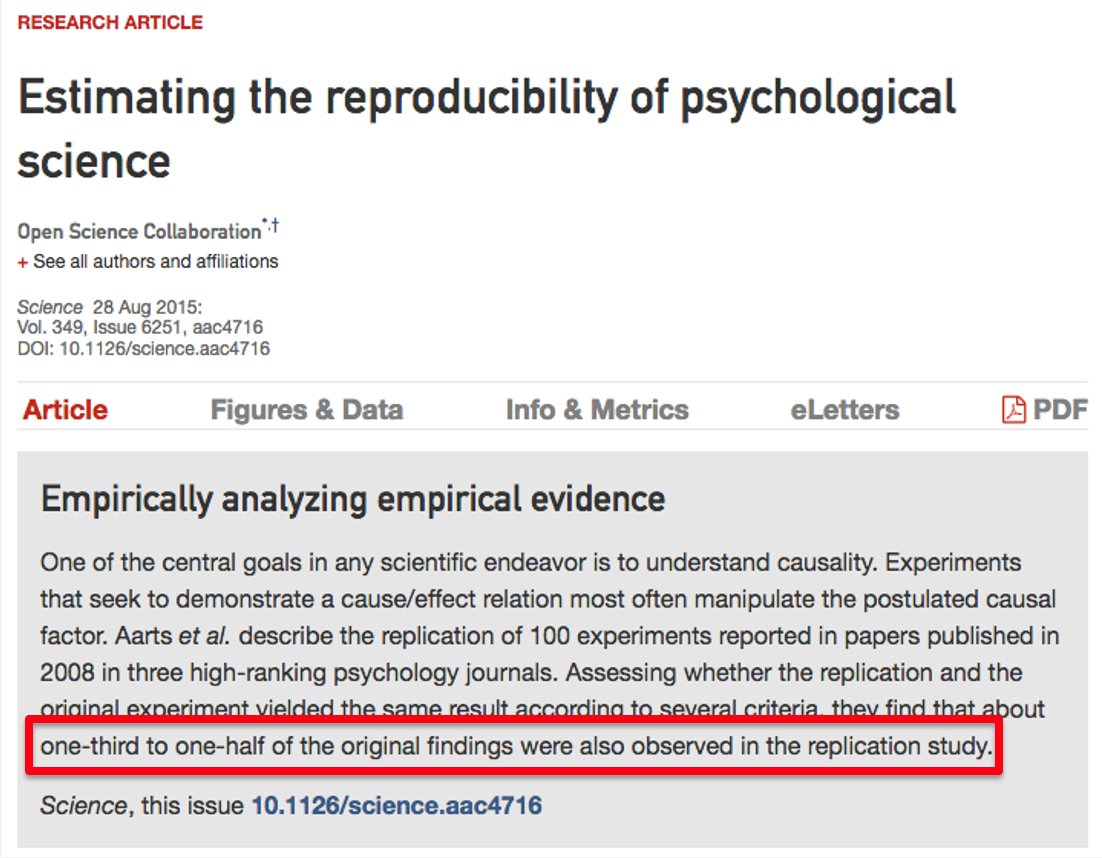 RESEARCH ARTICLE
Estimating the reproducibility of psychological
science
Open Science Collaboration*,†
+ See all authors and affiliations
Science 28 Aug 2015:
Vol. 349, Issue 6251, aac4716
DOI: 10.1126/science.aac4716
Article Figures & Data Info & Metrics eLetters PDF
Empirically analyzing empirical evidence
One of the central goals in any scientific endeavor is to understand causality. Experiments
that seek to demonstrate a cause/effect relation most often manipulate the postulated causal
factor. Aarts et al. describe the replication of 100 experiments reported in papers published in
2008 in three high-ranking psychology journals. Assessing whether the replication and the
original experiment yielded the same result according to several criteria, they find that about
one-third to one-half of the original findings were also observed in the replication study.
Science, this issue 10.1126/science.aac4716